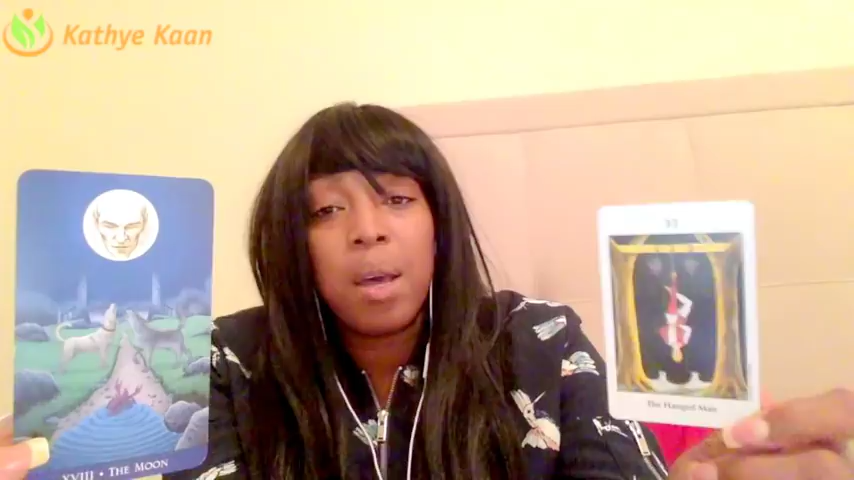 Kathye Kaan
XVIII • THE MOON
The Hanged Man